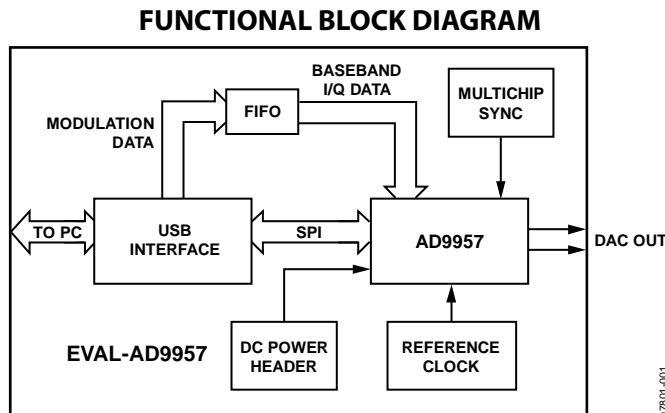 FUNCTIONAL BLOCK DIAGRAM
BASEBAND
I/Q DATA
MULTICHIP
SYNC
FIFO
MODULATION
DATA
TO PC
USB
INTERFACE
SPI
AD9957
DAC OUT
EVAL-AD9957
DC POWER
HEADER
REFERENCE
CLOCK